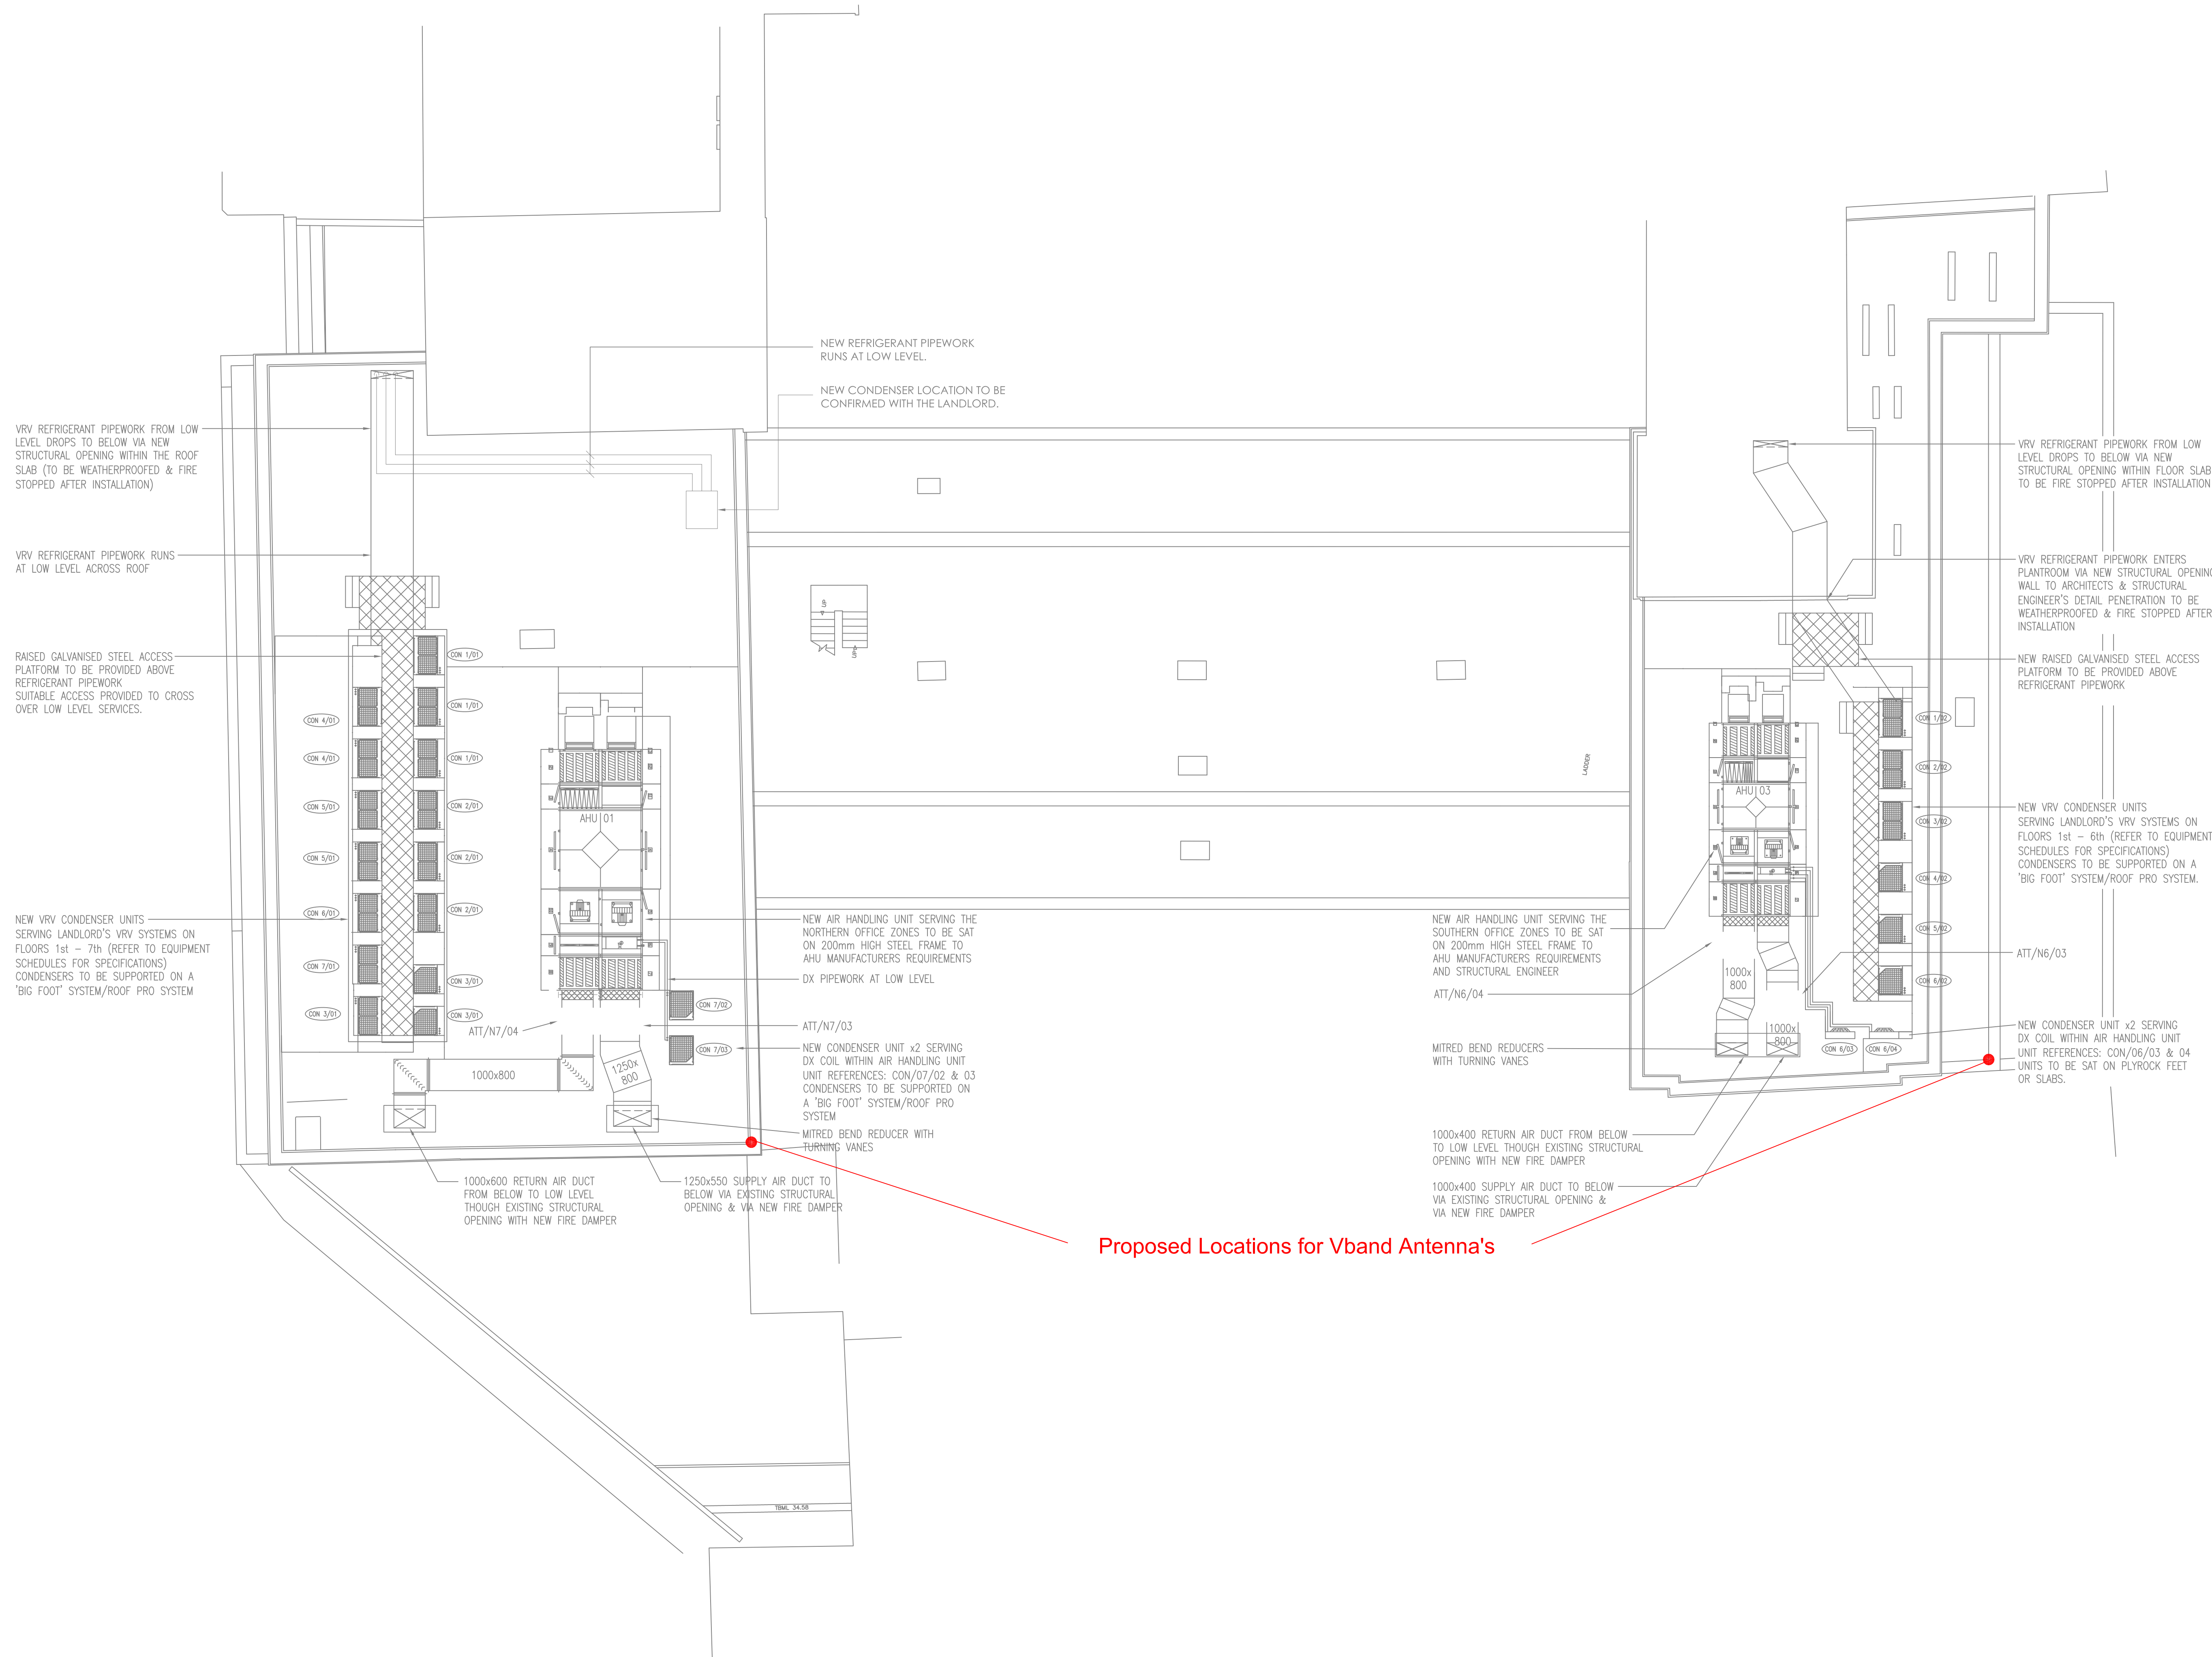 NEW REFRIGERANT PIPEWORK
RUNS AT LOW LEVEL.
NEW CONDENSER LOCATION TO BE
CONFIRMED WITH THE LANDLORD.
VRV REFRIGERANT PIPEWORK FROM LOW
LEVEL DROPS TO BELOW VIA NEW
STRUCTURAL OPENING WITHIN THE ROOF
SLAB (TO BE WEATHERPROOFED & FIRE
STOPPED AFTER INSTALLATION)
VRV REFRIGERANT PIPEWORK RUNS
AT LOW LEVEL ACROSS ROOF
RAISED GALVANISED STEEL ACCESS
PLATFORM TO BE PROVIDED ABOVE
REFRIGERANT PIPEWORK
SUITABLE ACCESS PROVIDED TO CROSS
OVER LOW LEVEL SERVICES.
NEW VRV CONDENSER UNITS
SERVING LANDLORD'S VRV SYSTEMS ON
FLOORS 1st – 7th (REFER TO EQUIPMENT
SCHEDULES FOR SPECIFICATIONS)
CONDENSERS TO BE SUPPORTED ON A
'BIG FOOT' SYSTEM/ROOF PRO SYSTEM
CON 4/01
CON 4/01
CON 5/01
CON 5/01
CON 6/01
CON 7/01
CON 3/01
CON 1/01
CON 1/01
CON 1/01
CON 2/01
CON 2/01
CON 2/01
CON 3/01
CON 3/01
AHU 01
UP
UP
LADDER
CON 7/02
CON 7/03
ATT/N7/04
1000x800
1250x
800
NEW AIR HANDLING UNIT SERVING THE
NORTHERN OFFICE ZONES TO BE SAT
ON 200mm HIGH STEEL FRAME TO
AHU MANUFACTURERS REQUIREMENTS
DX PIPEWORK AT LOW LEVEL
ATT/N7/03
NEW CONDENSER UNIT x2 SERVING
DX COIL WITHIN AIR HANDLING UNIT
UNIT REFERENCES: CON/07/02 & 03
CONDENSERS TO BE SUPPORTED ON
A 'BIG FOOT' SYSTEM/ROOF PRO
SYSTEM
MITRED BEND REDUCER WITH
TURNING VANES
1000x600 RETURN AIR DUCT
FROM BELOW TO LOW LEVEL
THOUGH EXISTING STRUCTURAL
OPENING WITH NEW FIRE DAMPER
1250x550 SUPPLY AIR DUCT TO
BELOW VIA EXISTING STRUCTURAL
OPENING & VIA NEW FIRE DAMPER
TBML 34.58
Proposed Locations for Vband Antenna's
NEW AIR HANDLING UNIT SERVING THE
SOUTHERN OFFICE ZONES TO BE SAT
ON 200mm HIGH STEEL FRAME TO
AHU MANUFACTURERS REQUIREMENTS
AND STRUCTURAL ENGINEER
ATT/N6/04
MITRED BEND REDUCERS
WITH TURNING VANES
1000x400 RETURN AIR DUCT FROM BELOW
TO LOW LEVEL THOUGH EXISTING STRUCTURAL
OPENING WITH NEW FIRE DAMPER
1000x400 SUPPLY AIR DUCT TO BELOW
VIA EXISTING STRUCTURAL OPENING &
VIA NEW FIRE DAMPER
AHU 03
1000x
800
1000x
800
CON 6/03
CON 6/04
CON 1/02
CON 2/02
CON 3/02
CON 4/02
CON 5/02
CON 6/02
VRV REFRIGERANT PIPEWORK FROM LOW
LEVEL DROPS TO BELOW VIA NEW
STRUCTURAL OPENING WITHIN FLOOR SLAB
TO BE FIRE STOPPED AFTER INSTALLATION
VRV REFRIGERANT PIPEWORK ENTERS
PLANTROOM VIA NEW STRUCTURAL OPENING
WALL TO ARCHITECTS & STRUCTURAL
ENGINEER'S DETAIL PENETRATION TO BE
WEATHERPROOFED & FIRE STOPPED AFTER
INSTALLATION
NEW RAISED GALVANISED STEEL ACCESS
PLATFORM TO BE PROVIDED ABOVE
REFRIGERANT PIPEWORK
NEW VRV CONDENSER UNITS
SERVING LANDLORD'S VRV SYSTEMS ON
FLOORS 1st – 6th (REFER TO EQUIPMENT
SCHEDULES FOR SPECIFICATIONS)
CONDENSERS TO BE SUPPORTED ON A
'BIG FOOT' SYSTEM/ROOF PRO SYSTEM.
ATT/N6/03
NEW CONDENSER UNIT x2 SERVING
DX COIL WITHIN AIR HANDLING UNIT
UNIT REFERENCES: CON/06/03 & 04
UNITS TO BE SAT ON PLYROCK FEET
OR SLABS.